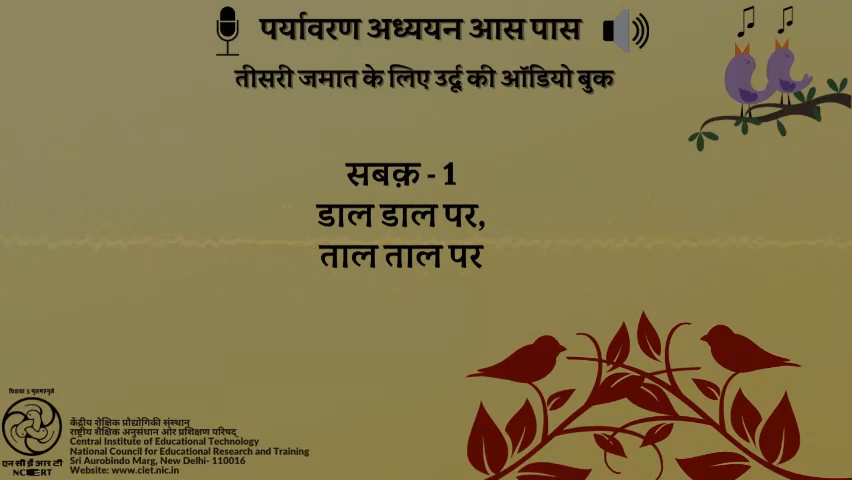 पर्यावरण अध्ययन आस पास
तीसरी जमात के लिए उर्दू की ऑडियो बुक
सबक़ - 1
डाल डाल पर,
ताल ताल पर
विद्यया ऽ मृतमश्नुते
एन सी ई आर टी
NCERT
केंद्रीय शैक्षिक प्रौद्योगिकी संस्थान
राष्ट्रीय शैक्षिक अनुसंधान और प्रशिक्षण परिषद्
Central Institute of Educational Technology
National Council for Educational Research and Training
Sri Aurobindo Marg, New Delhi- 110016
Website: www.ciet.nic.in